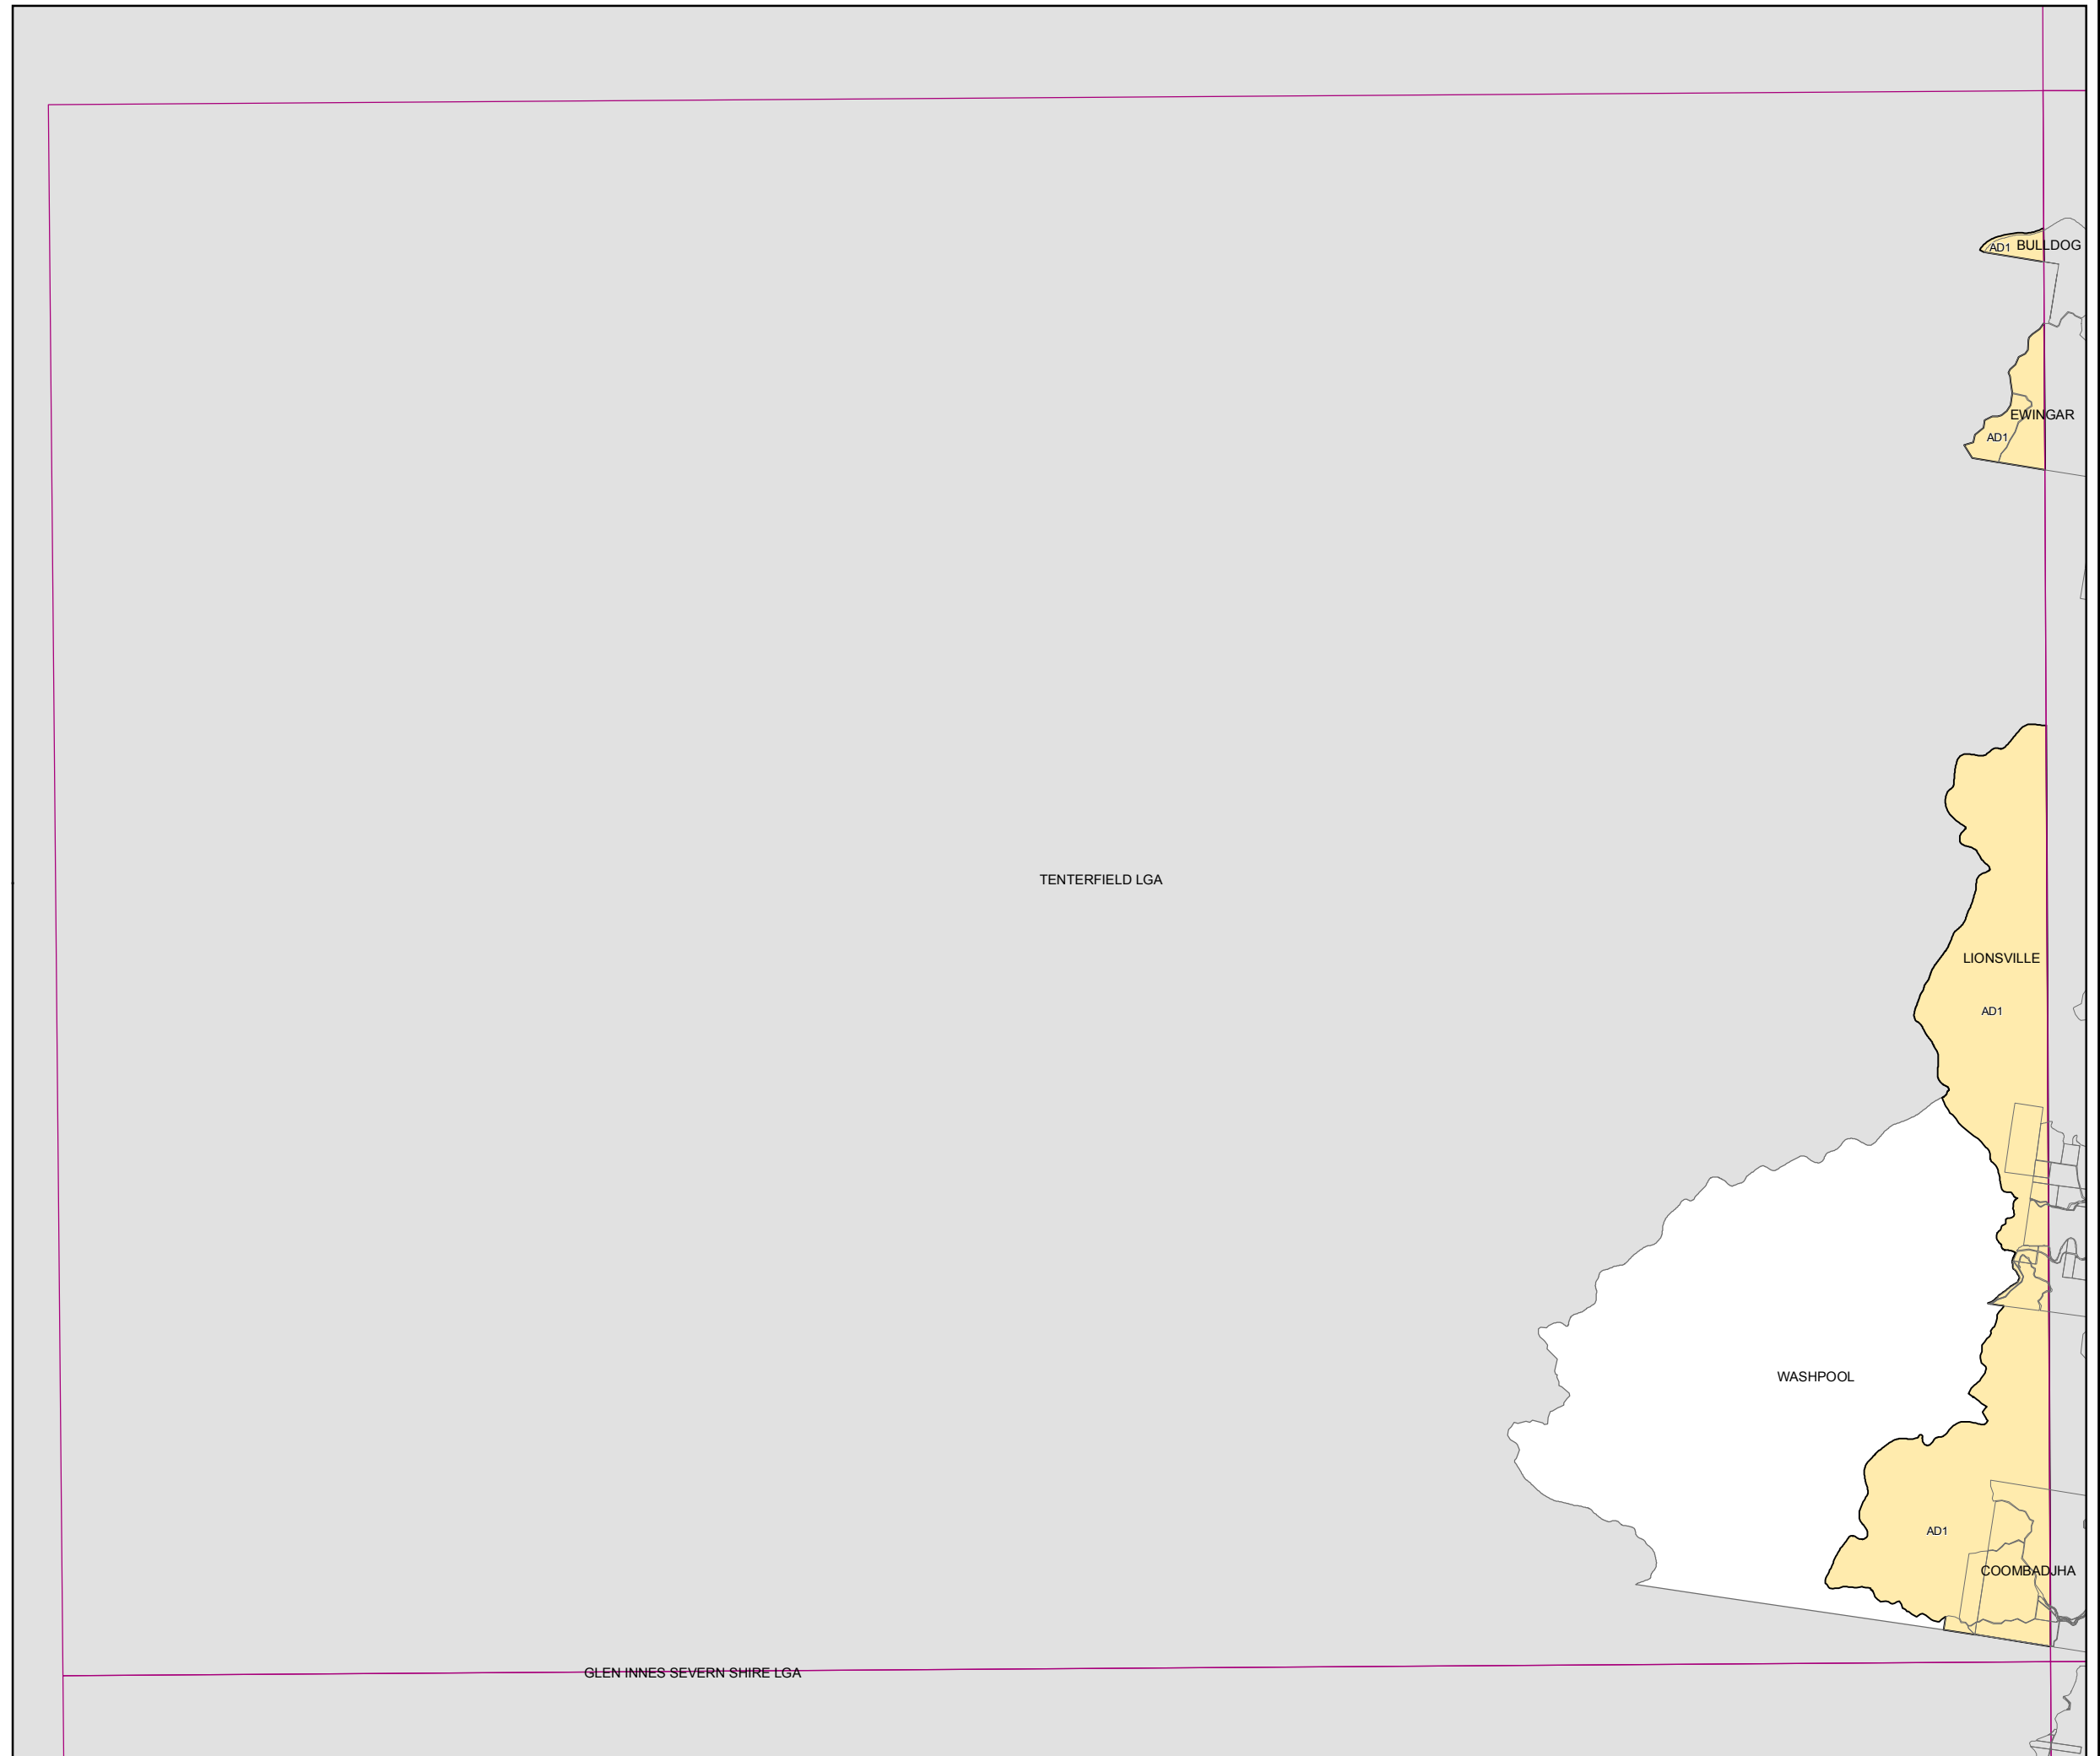 AD1 BULLDOG
EWINGAR
AD1
TENTERFIELD LGA
LIONSVILLE
AD1
WASHPOOL
AD1
COOMBADJHA
GLEN INNES SEVERN SHIRE LGA